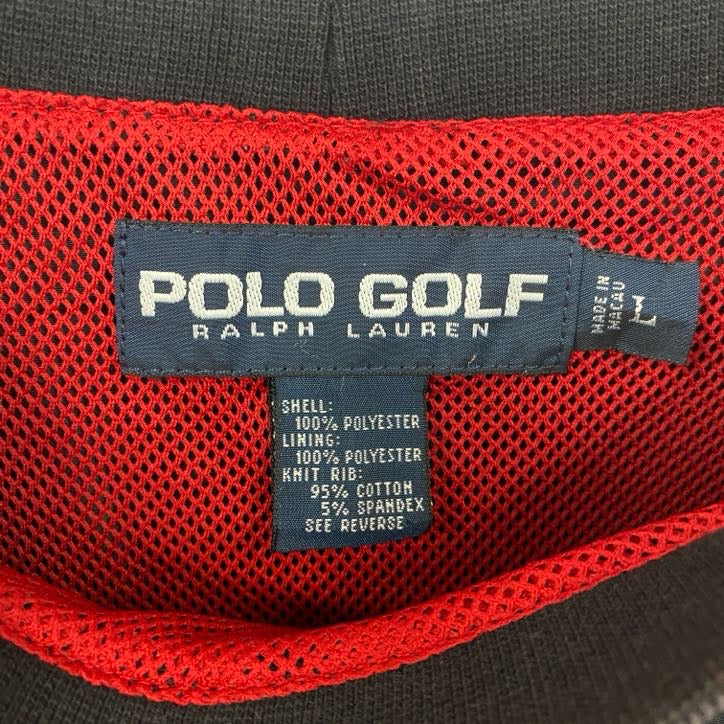 POLO GOLF
RALPH LAUREN
MADE IN
MACAU
L
SHELL:
100% POLYESTER
LINING:
100% POLYESTER
KNIT RIB:
95% COTTON
5% SPANDEX
SEE REVERSE